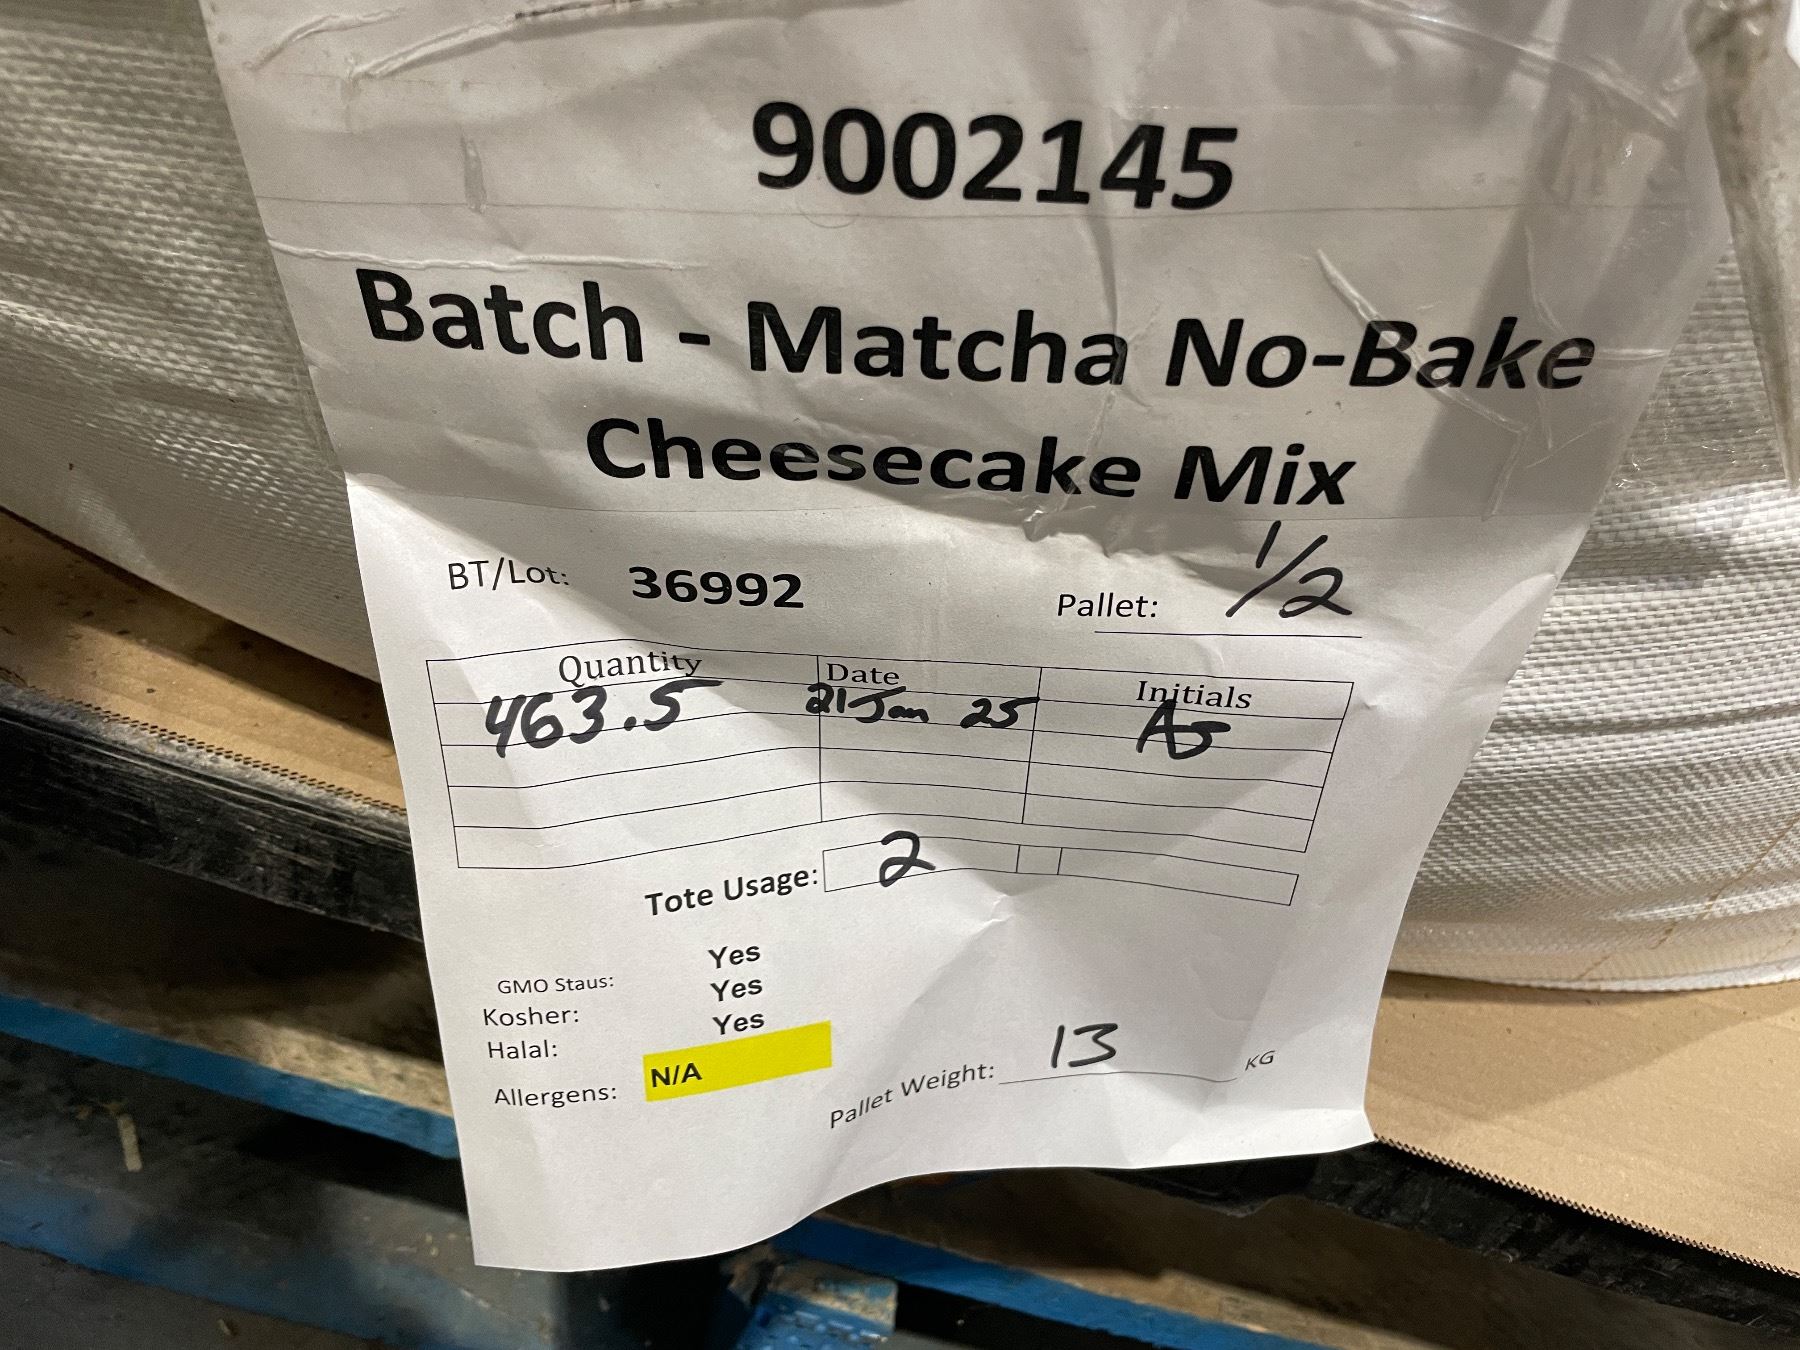 9002145
Batch - Matcha No-Bake
Cheesecake Mix
BT/Lot: 36992 Pallet: 1/2
Quantity Date Initials
463.5 21 Jan 25 AJ
Tote Usage: 2
Yes
GMO Staus: Yes
Kosher: Yes
Halal:
Allergens: N/A
Pallet Weight: 13 KG